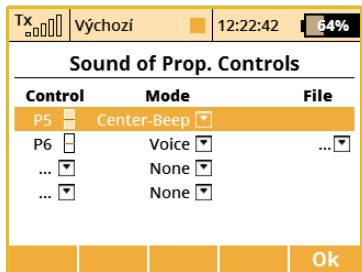 Tx Výchozí 12:22:42 64%
Sound of Prop. Controls
Control Mode File
P5 Center-Beep
P6 Voice ...
... None
... None
Ok